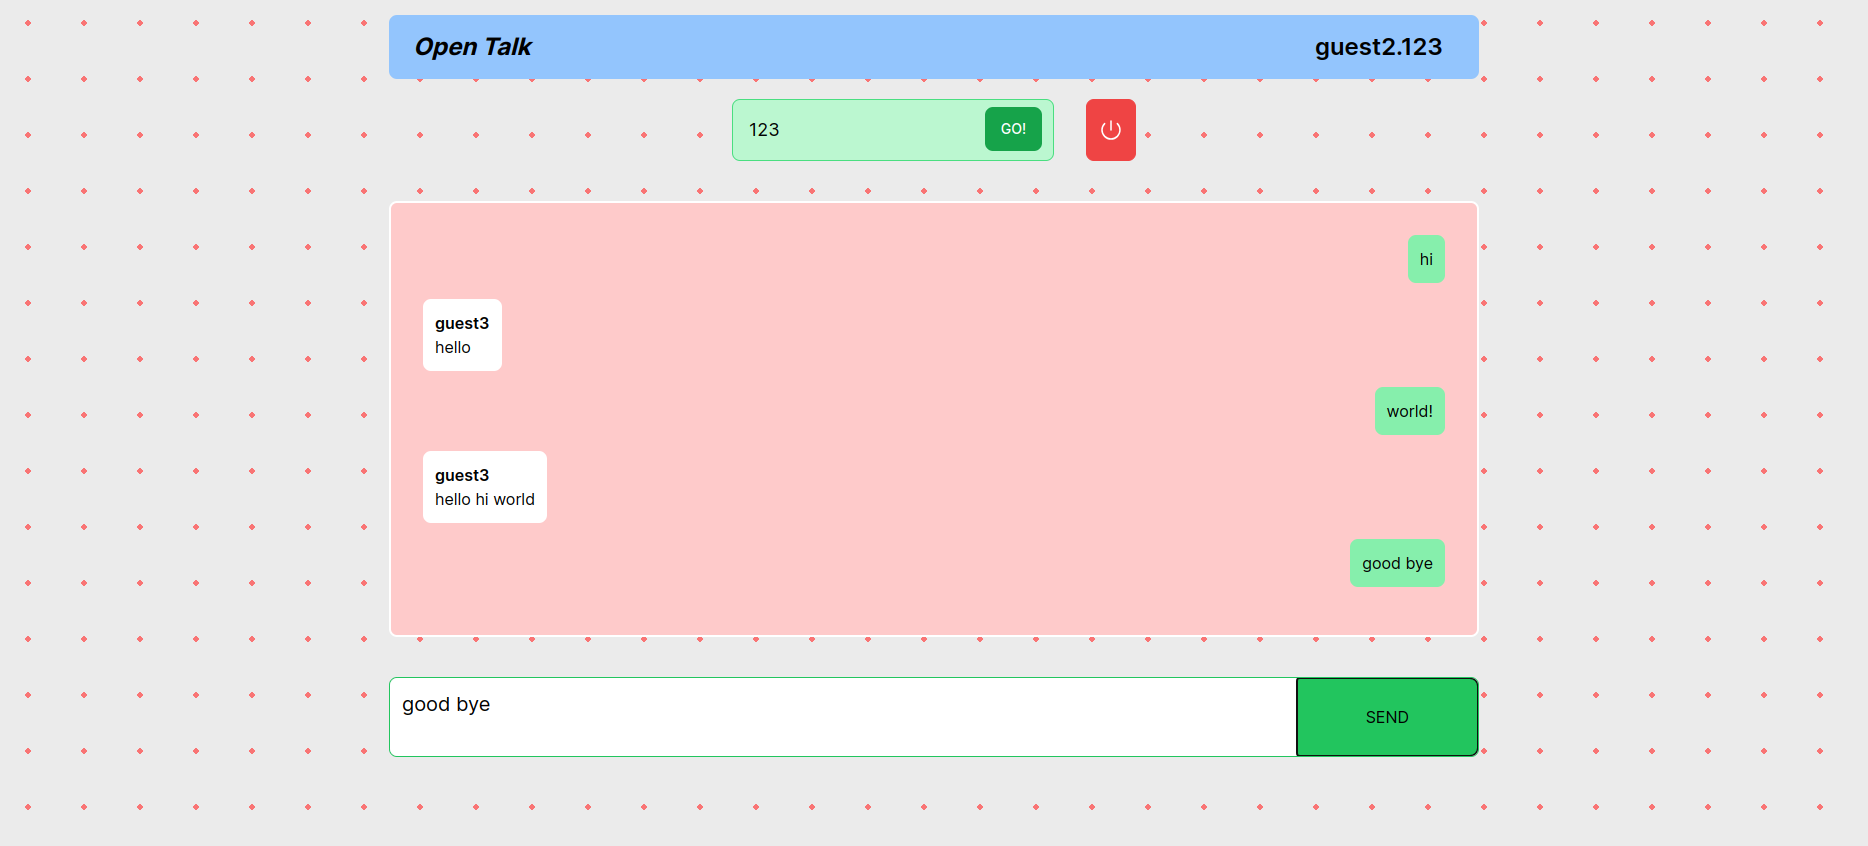 Open Talk
guest2.123
123
GO!
hi
guest3
hello
world!
guest3
hello hi world
good bye
good bye
SEND